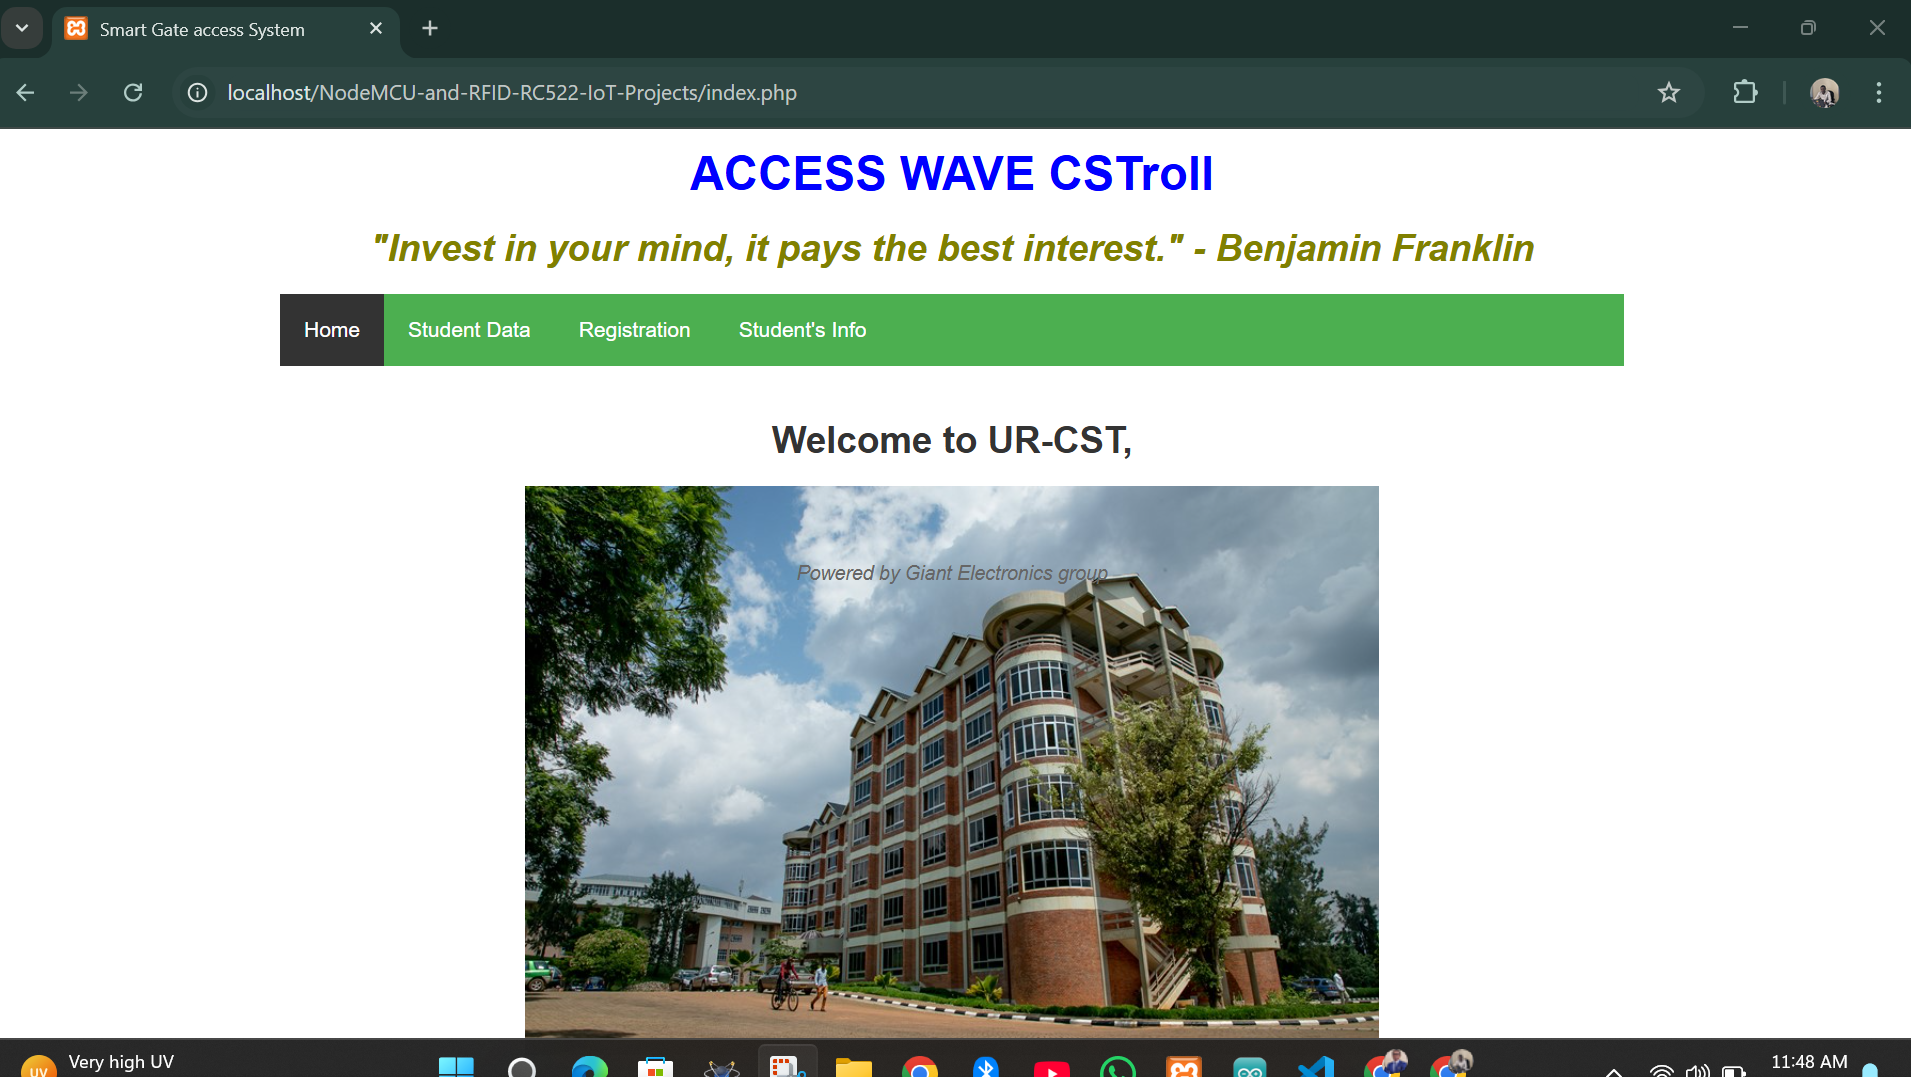 Smart Gate access System
localhost/NodeMCU-and-RFID-RC522-IoT-Projects/index.php
ACCESS WAVE CSTroll
"Invest in your mind, it pays the best interest." - Benjamin Franklin
Home Student Data Registration Student's Info
Welcome to UR-CST,
Powered by Giant Electronics group
UV Very high UV
11:48 AM